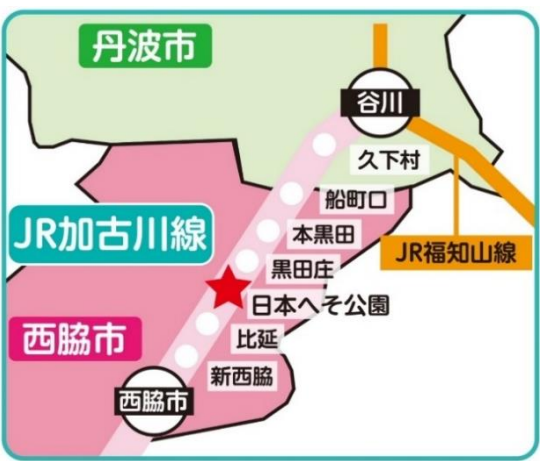 丹波市
谷川
久下村
船町口
本黒田
JR加古川線
JR福知山線
黒田庄
日本へそ公園
西脇市
比延
新西脇
西脇市